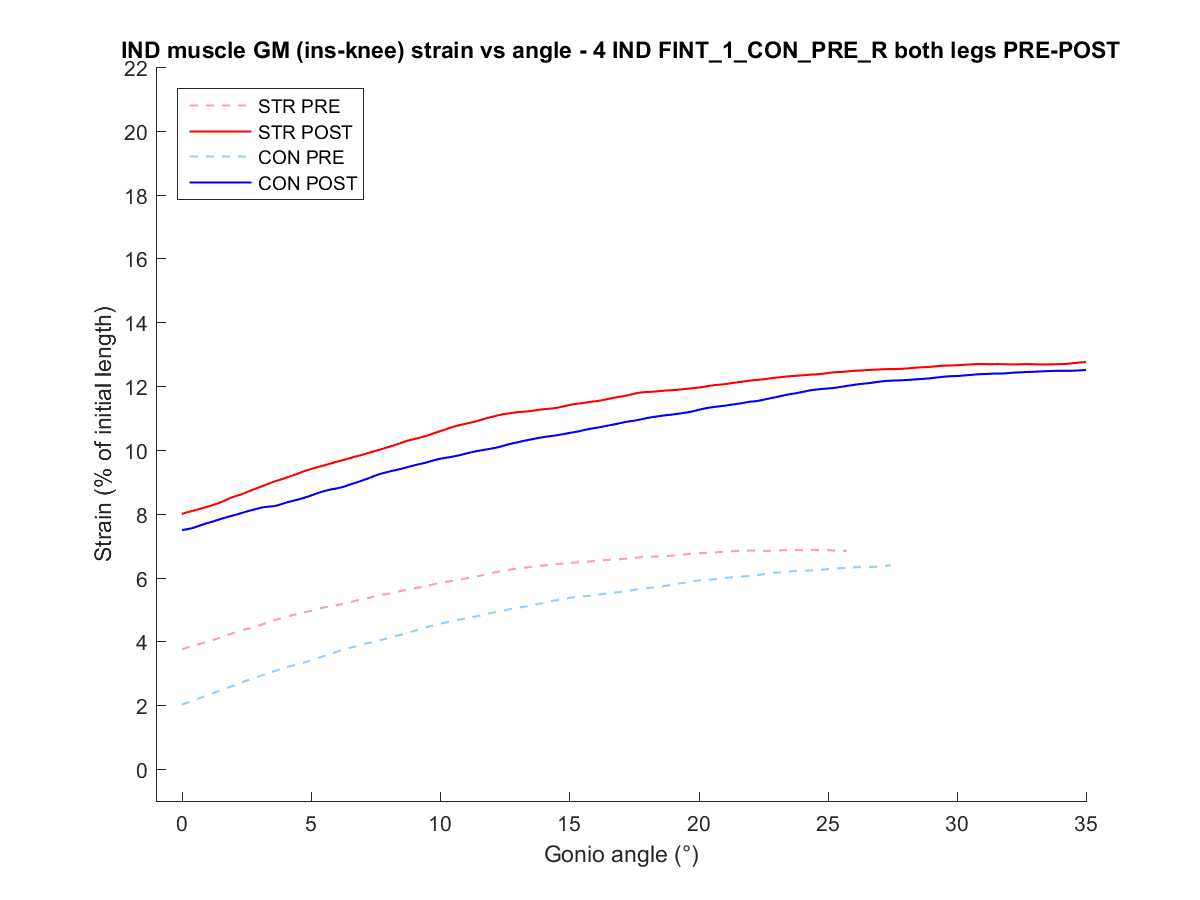 IND muscle GM (ins-knee) strain vs angle - 4 IND FINT_1_CON_PRE_R both legs PRE-POST
22
20
18
16
14
12
10
8
6
4
2
0
Strain (% of initial length)
STR PRE
STR POST
CON PRE
CON POST
0 5 10 15 20 25 30 35
Gonio angle (°)